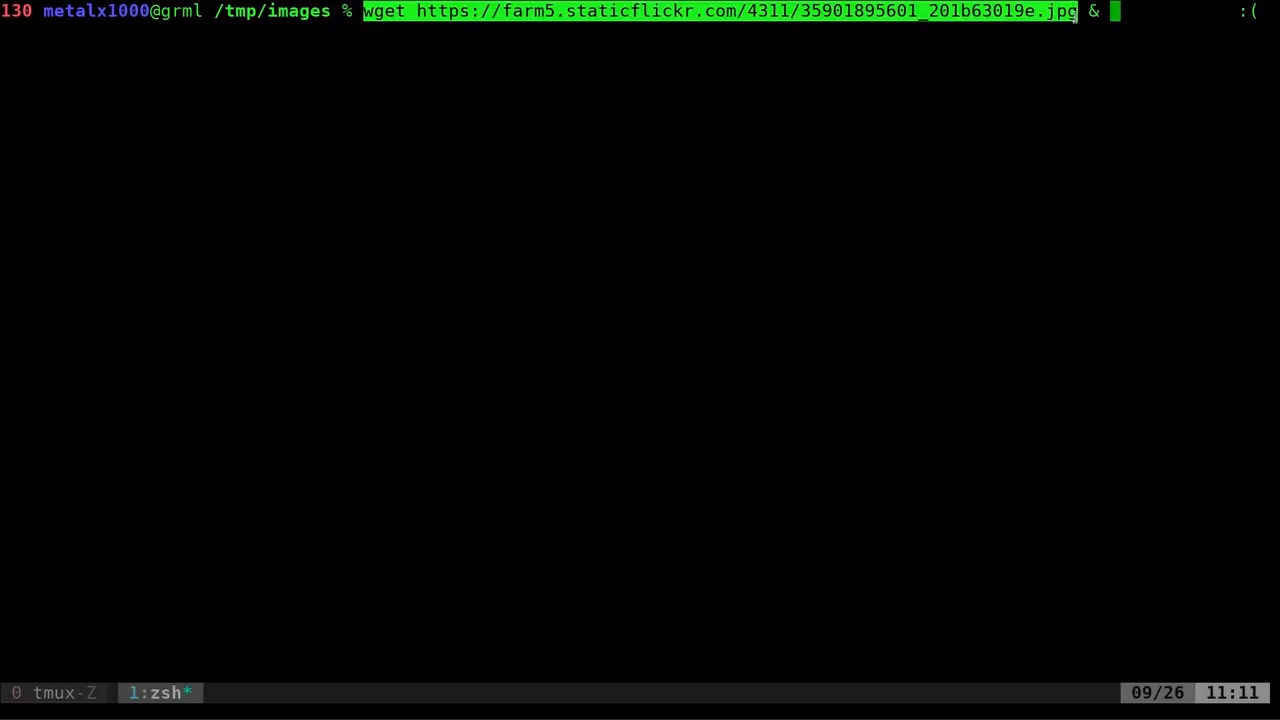 130 metalx1000@grml /tmp/images % wget https://farm5.staticflickr.com/4311/35901895601_201b63019e.jpg & :(
0 tmux-Z 1:zsh* 09/26 11:11